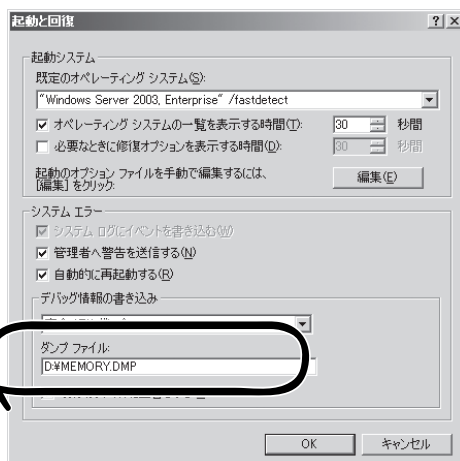 起動と回復
起動システム
既定のオペレーティング システム(S):
"Windows Server 2003, Enterprise" /fastdetect
オペレーティング システムの一覧を表示する時間(T): 30 秒間
必要なときに修復オプションを表示する時間(D): 30 秒間
起動のオプション ファイルを手動で編集するには、
[編集] をクリック:
編集(E)
システム エラー
システム ログにイベントを書き込む(W)
管理者へ警告を送信する(N)
自動的に再起動する(R)
デバッグ情報の書き込み
ダンプ ファイル:
D:¥MEMORY.DMP
OK キャンセル